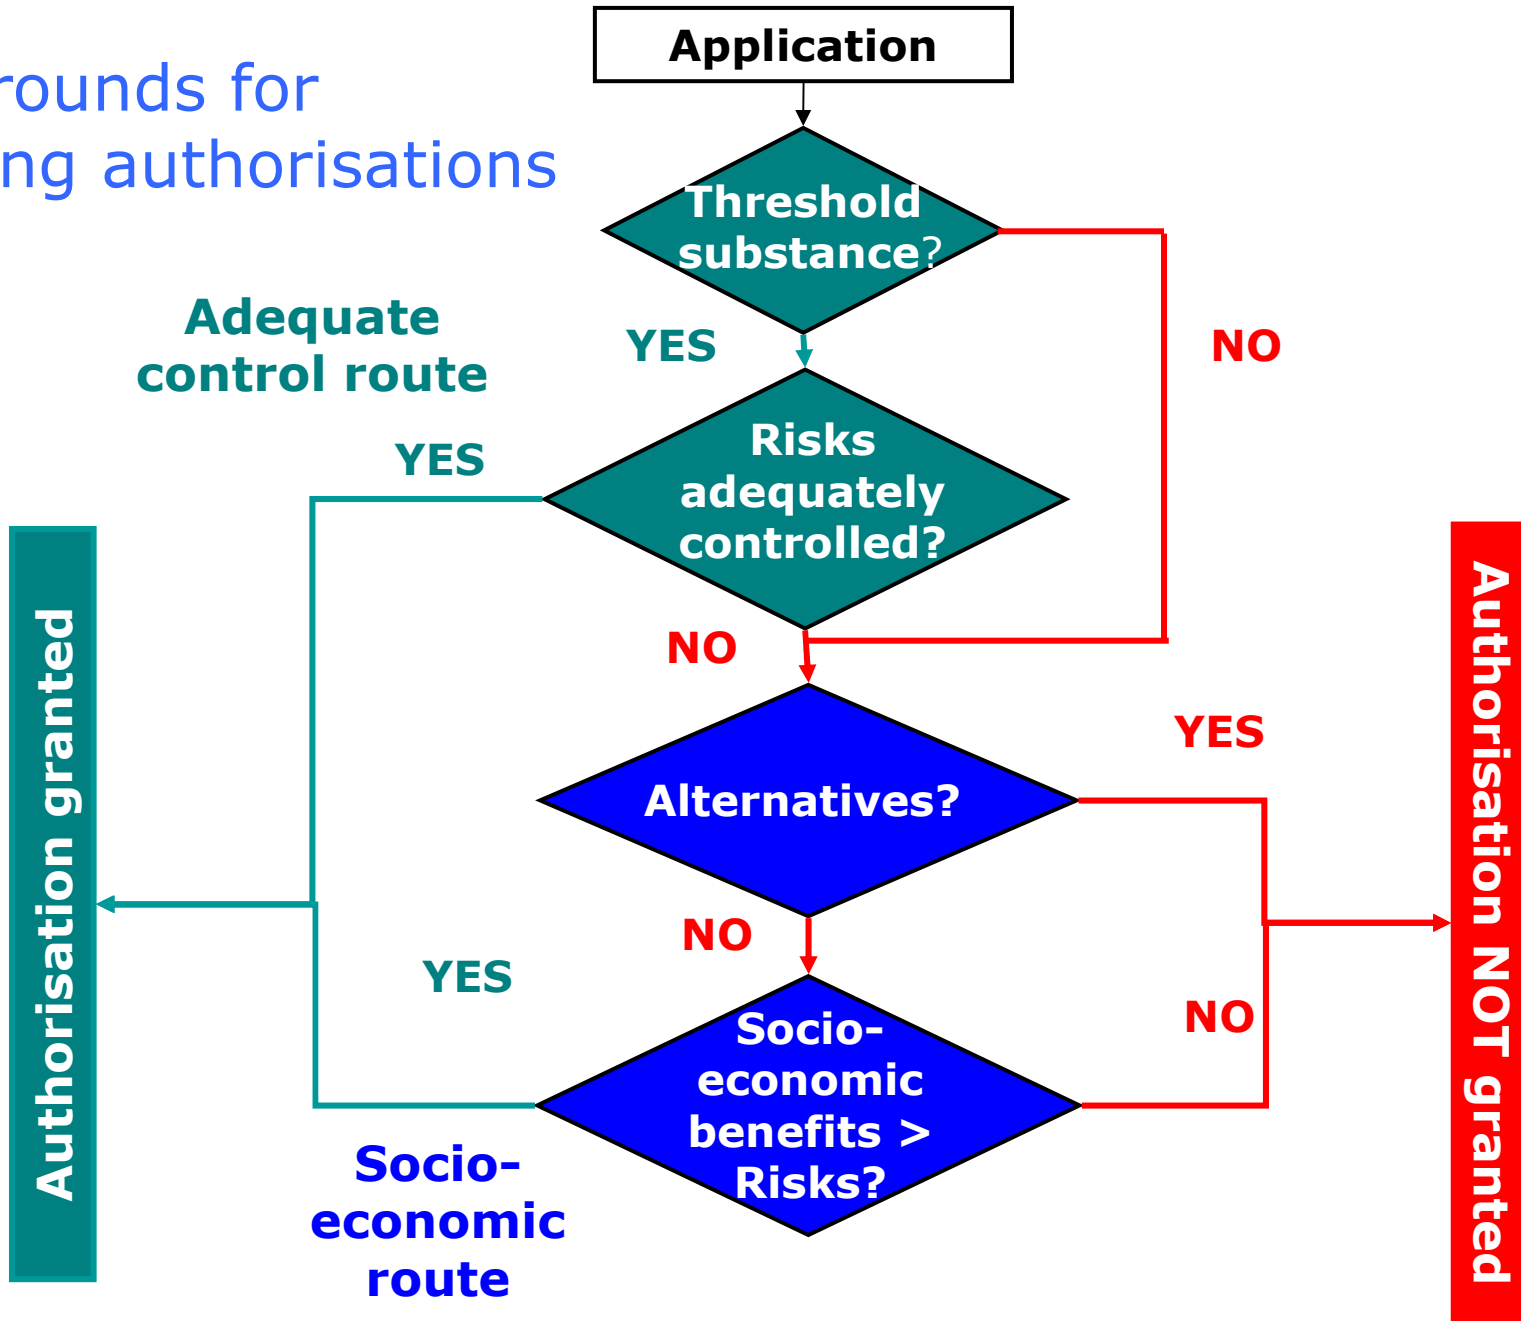 Application
rounds for
ng authorisations
Threshold
substance?
Adequate
control route
YES
NO
YES
Risks
adequately
controlled?
NO
YES
Alternatives?
Authorisation granted
Authorisation NOT granted
NO
YES
NO
Socio-
economic
benefits >
Risks?
Socio-
economic
route